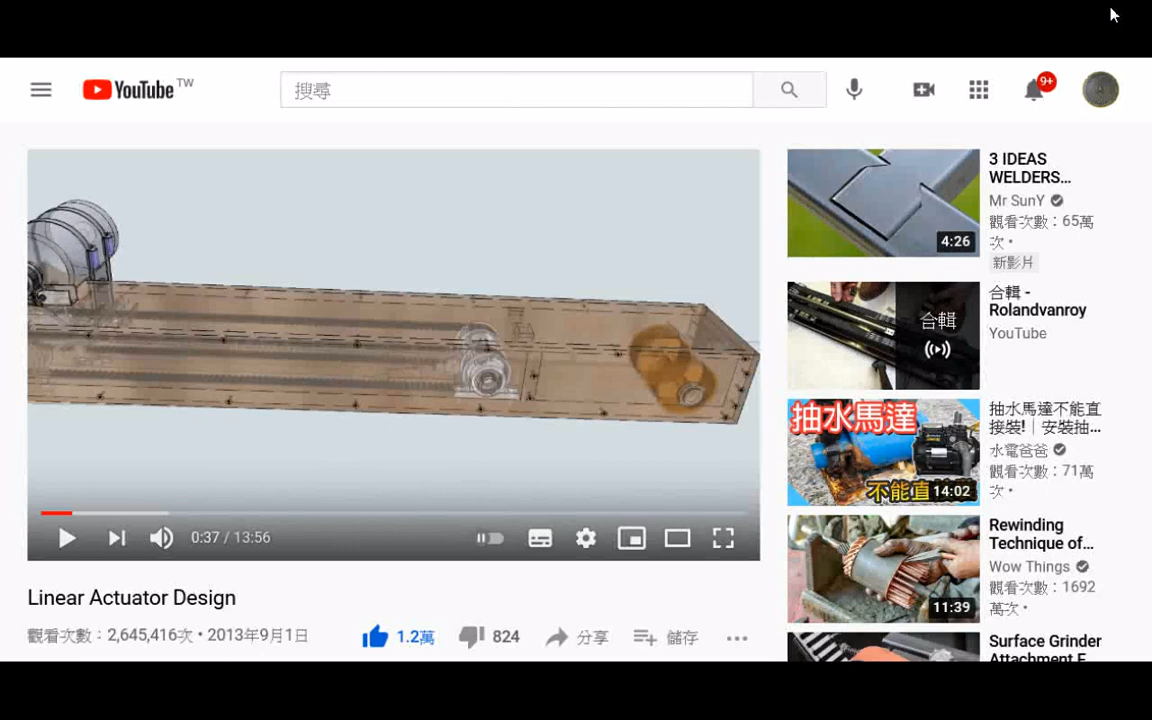 YouTube TW
搜尋
9+
0:37 / 13:56
Linear Actuator Design
觀看次數：2,645,416次 • 2013年9月1日
1.2萬
824
分享
儲存
4:26
3 IDEAS
WELDERS...
Mr SunY
觀看次數：65萬
次 •
新影片
合輯
合輯 -
Rolandvanroy
YouTube
抽水馬達
不能直
14:02
抽水馬達不能直
接裝!｜安裝抽...
水電爸爸
觀看次數：71萬
次 •
11:39
Rewinding
Technique of...
Wow Things
觀看次數：1692
萬次 •
Surface Grinder
Attachment F